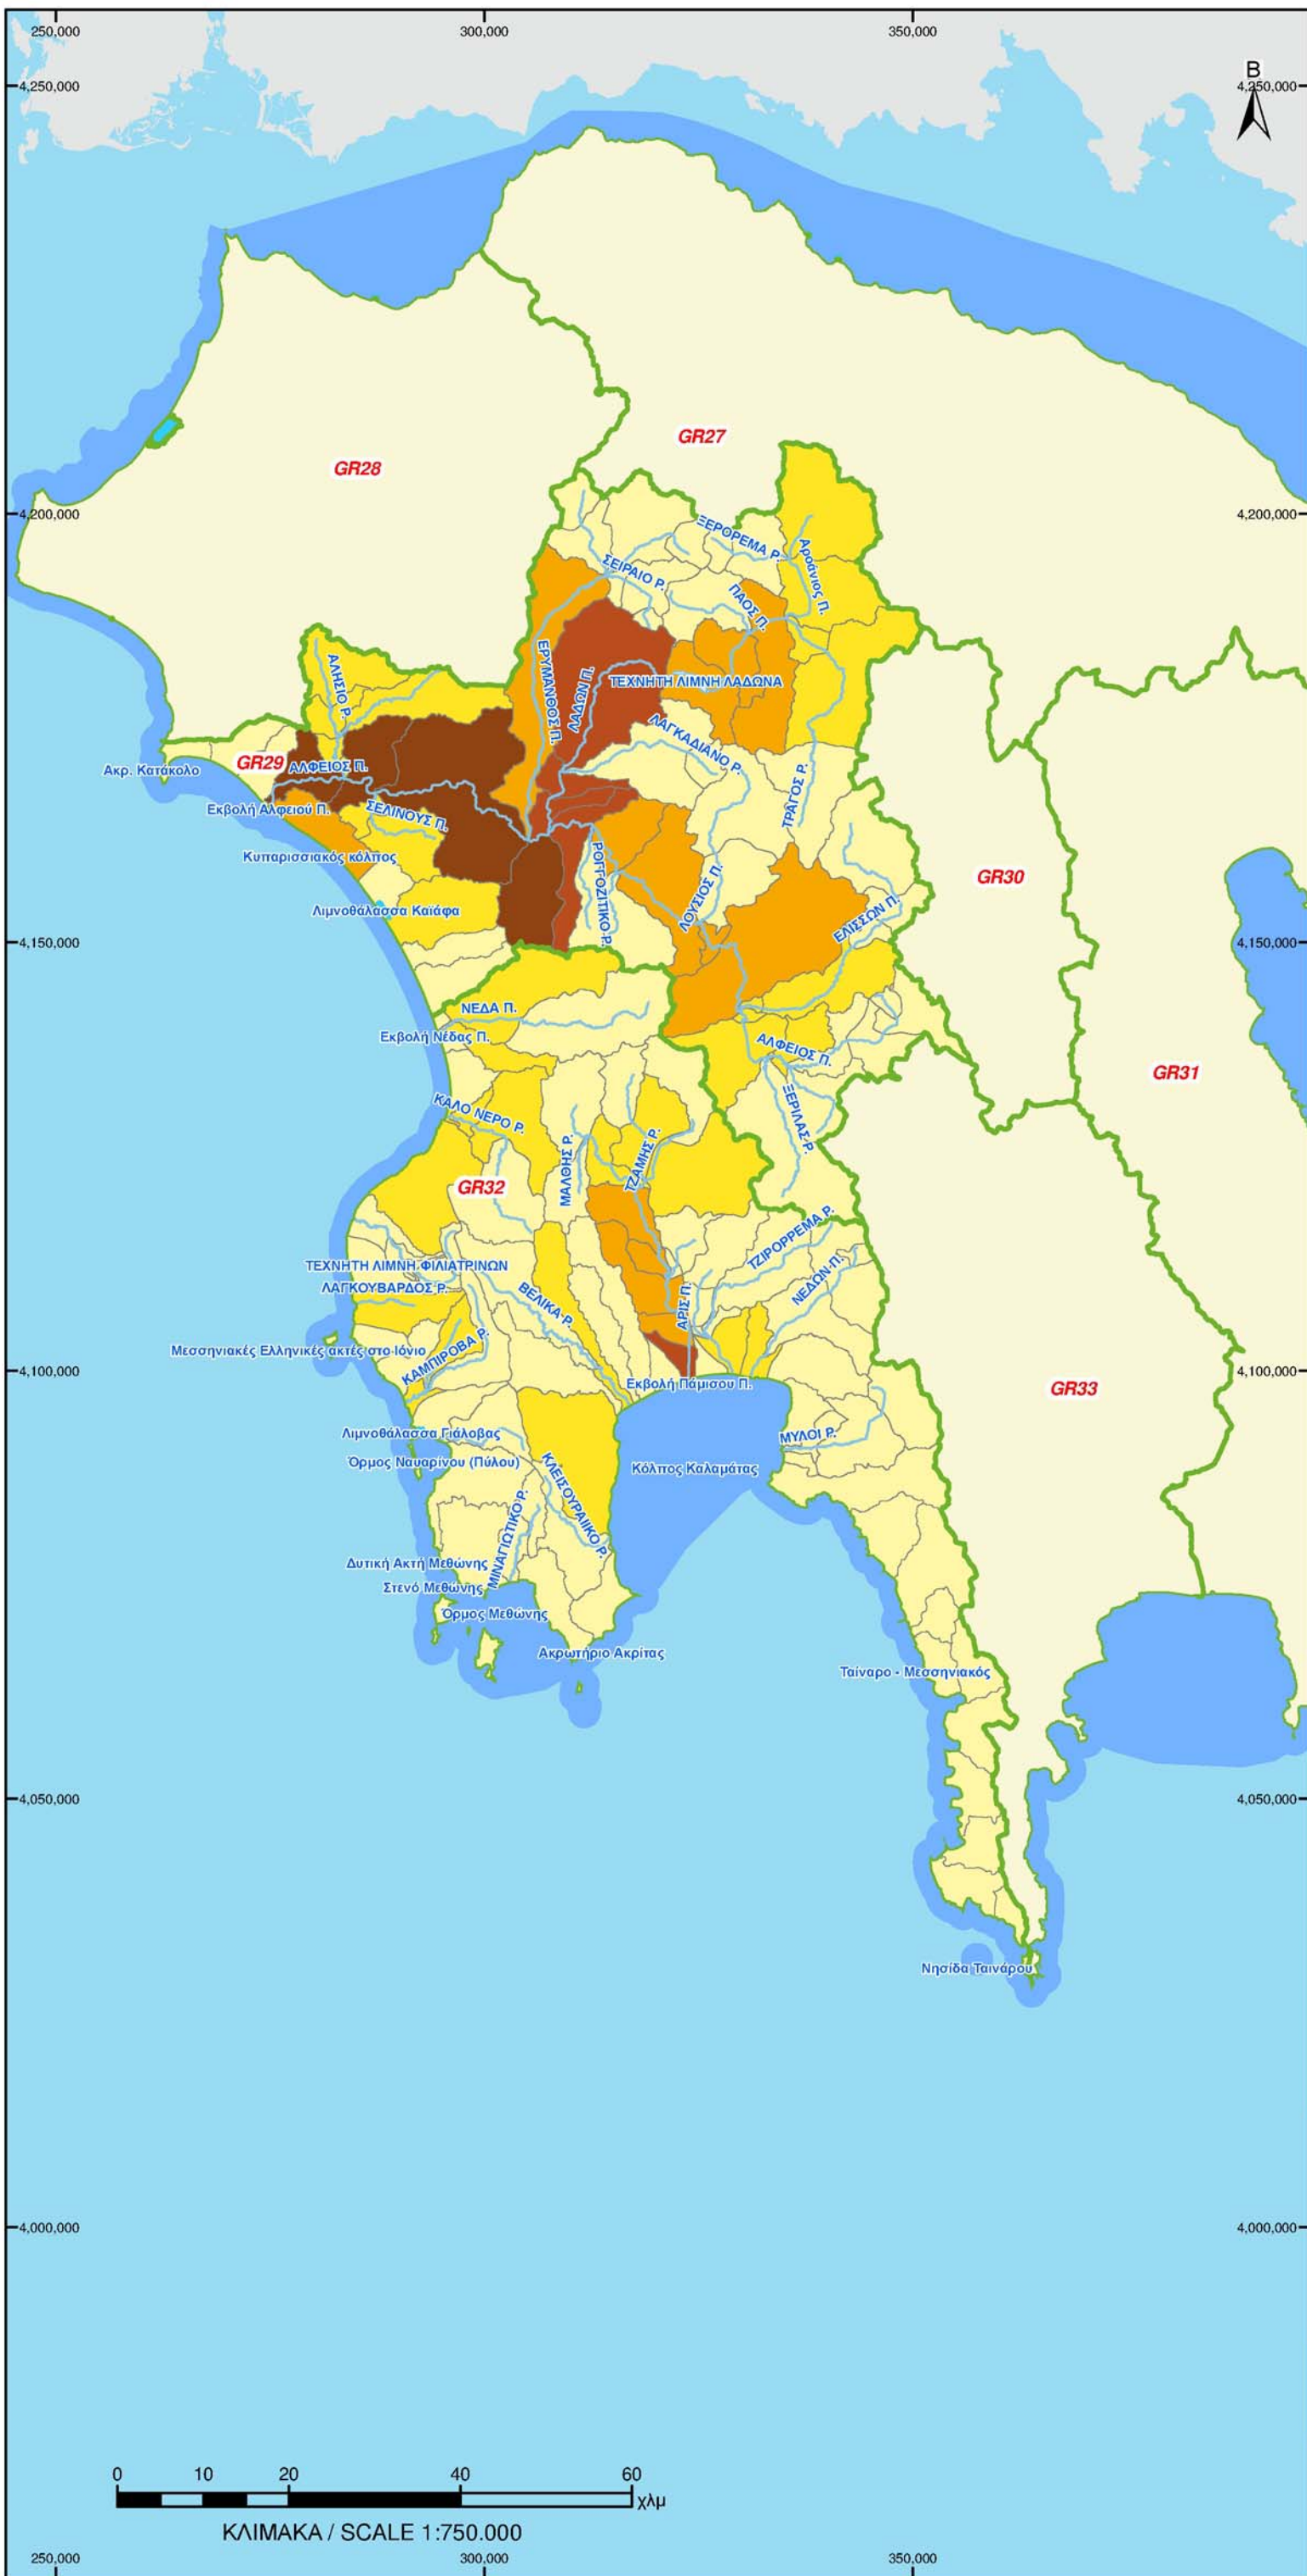 250,000
300,000
350,000
4,250,000
B
4,250,000
GR27
GR28
4,200,000
4,200,000
ΞΕΡΟΡΕΜΑ Ρ.
Αροάνιος Π.
ΣΕΙΡΑΙΟ Ρ.
ΠΑΟΣ Π.
ΕΡΥΜΑΝΘΟΣ Π.
ΑΛΗΣΙΟ Ρ.
ΛΑΔΩΝ Π.
ΤΕΧΝΗΤΗ ΛΙΜΝΗ ΛΑΔΩΝΑ
ΛΑΓΚΑΔΙΑΝΟ Ρ.
GR29
ΑΛΦΕΙΟΣ Π.
Ακρ. Κατάκολο
ΤΡΑΓΟΣ Ρ.
Εκβολή Αλφειού Π.
ΣΕΛΙΝΟΥΣ Π.
Κυπαρισσιακός κόλπος
GR30
ΡΟΓΓΟΖΙΤΙΚΟ Ρ.
ΛΟΥΣΙΟΣ Π.
Λιμνοθάλασσα Καϊάφα
ΕΛΙΣΣΩΝ Π.
4,150,000
4,150,000
ΝΕΔΑ Π.
Εκβολή Νέδας Π.
ΑΛΦΕΙΟΣ Π.
GR31
ΚΑΛΟ ΝΕΡΟ Ρ.
ΞΕΡΙΛΑΣ Ρ.
ΜΑΛΘΗΣ Ρ.
ΤΖΑΜΗΣ Ρ.
GR32
ΤΖΙΡΟΡΡΕΜΑ Ρ.
ΤΕΧΝΗΤΗ ΛΙΜΝΗ ΦΙΛΙΑΤΡΙΝΩΝ
ΝΕΔΩΝ Π.
ΛΑΓΚΟΥΒΑΡΔΟΣ Ρ.
ΒΕΛΙΚΑ Ρ.
ΑΡΙΣ Π.
Μεσσηνιακές Ελληνικές ακτές στο Ιόνιο
ΚΑΜΠΙΡΟΒΑ Ρ.
4,100,000
4,100,000
Εκβολή Πάμισου Π.
GR33
Λιμνοθάλασσα Γιάλοβας
ΜΥΛΟΙ Ρ.
Όρμος Ναυαρίνου (Πύλου)
Κόλπος Καλαμάτας
ΚΛΕΙΣΟΥΡΑΙΙΚΟ Ρ.
ΜΙΝΑΓΙΩΤΙΚΟ Ρ.
Δυτική Ακτή Μεθώνης
Στενό Μεθώνης
Όρμος Μεθώνης
Ακρωτήριο Ακρίτας
Ταίναρο - Μεσσηνιακός
4,050,000
4,050,000
Νησίδα Ταινάρου
4,000,000
4,000,000
0 10 20 40 60
χλμ
ΚΛΙΜΑΚΑ / SCALE 1:750.000
250,000
300,000
350,000